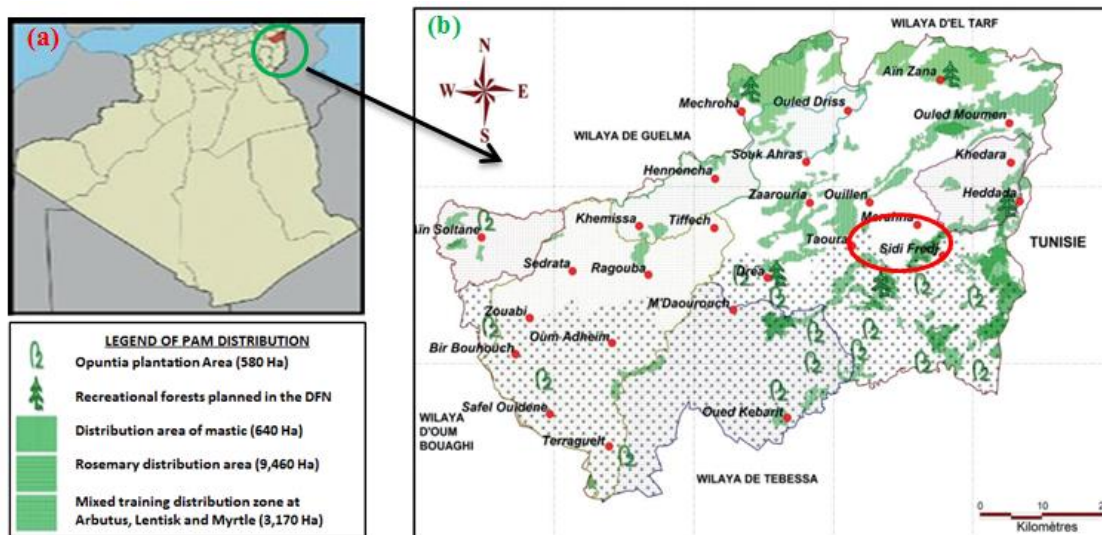 (a)
(b)
N
W
E
S
WILAYA D'EL TARF
Aïn Zana
Mechroha
Ouled Driss
Ouled Moumen
WILAYA DE GUELMA
Souk Ahras
Khedara
Hennoncha
Zaarouria
Ouillen
Heddada
Khemissa
Tiffech
Merahna
Aïn Soltane
Taoura
Sidi Fredj
TUNISIE
Sedrata
Ragouba
Drea
Zouabi
M'Daourouch
Oum Adheim
Bir Bouhouch
Safel Ouidene
Oued Kebarit
WILAYA
D'OUM
BOUAGHI
Terraguelt
WILAYA DE TEBESSA
0 10 2
Kilomètres
LEGEND OF PAM DISTRIBUTION
Opuntia plantation Area (580 Ha)
Recreational forests planned in the DFN
Distribution area of mastic (640 Ha)
Rosemary distribution area (9,460 Ha)
Mixed training distribution zone at
Arbutus, Lentisk and Myrtle (3,170 Ha)